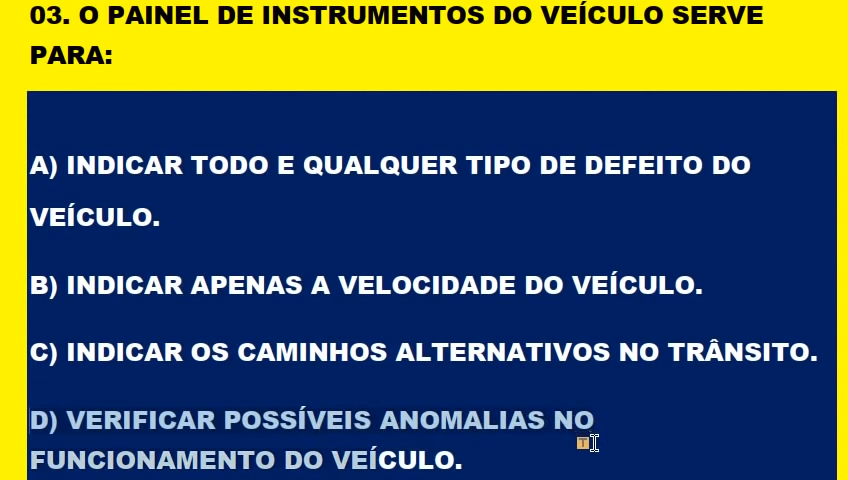 03. O PAINEL DE INSTRUMENTOS DO VEÍCULO SERVE
PARA:
A) INDICAR TODO E QUALQUER TIPO DE DEFEITO DO
VEÍCULO.
B) INDICAR APENAS A VELOCIDADE DO VEÍCULO.
C) INDICAR OS CAMINHOS ALTERNATIVOS NO TRÂNSITO.
D) VERIFICAR POSSÍVEIS ANOMALIAS NO
FUNCIONAMENTO DO VEÍCULO.